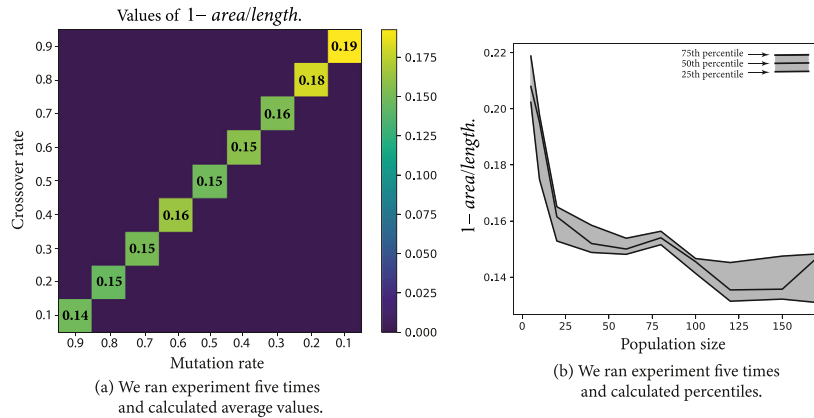 Values of 1− area/length.
Crossover rate
0.9
0.8
0.7
0.6
0.5
0.4
0.3
0.2
0.1
0.19
0.18
0.16
0.15
0.15
0.16
0.15
0.15
0.14
0.9 0.8 0.7 0.6 0.5 0.4 0.3 0.2 0.1
Mutation rate
0.175
0.150
0.125
0.100
0.075
0.050
0.025
0.000
(a) We ran experiment five times
and calculated average values.
1− area/length.
0.22
0.20
0.18
0.16
0.14
75th percentile
50th percentile
25th percentile
0 25 50 75 100 125 150
Population size
(b) We ran experiment five times
and calculated percentiles.